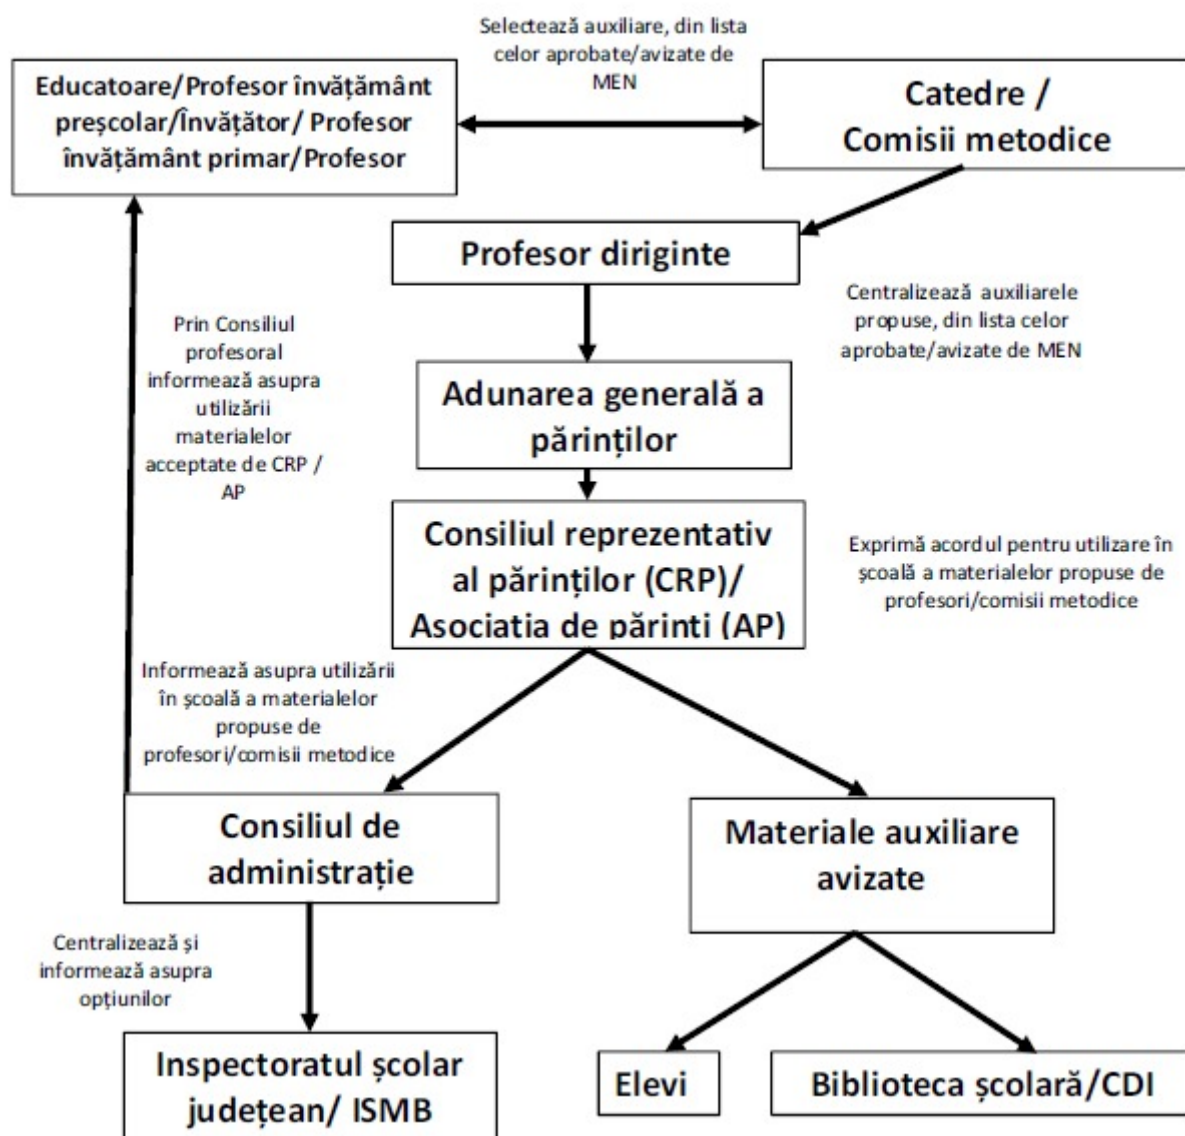 Selectează auxiliare, din lista
celor aprobate/avizate de
MEN
Educatoare/Profesor învățământ
preșcolar/Învățător/ Profesor
învățământ primar/Profesor
Catedre /
Comisii metodice
Profesor diriginte
Centralizează auxiliarele
propuse, din lista celor
aprobate/avizate de MEN
Prin Consiliul
profesoral
informează asupra
utilizării
materialelor
acceptate de CRP /
AP
Adunarea generală a
părinților
Consiliul reprezentativ
al părinților (CRP)/
Asociatia de părinti (AP)
Exprimă acordul pentru utilizare în
școală a materialelor propuse de
profesori/comisii metodice
Informează asupra utilizării
în școală a materialelor
propuse de
profesori/comisii metodice
Consiliul de
administrație
Materiale auxiliare
avizate
Centralizează și
informează asupra
opțiunilor
Inspectoratul școlar
județean/ ISMB
Elevi
Biblioteca școlară/CDI